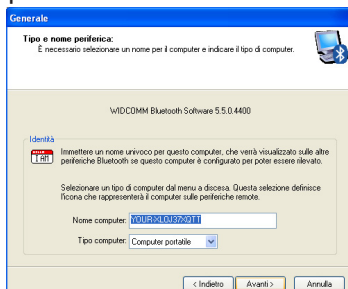 Generale
Tipo e nome periferica:
È necessario selezionare un nome per il computer e indicare il tipo di computer.
WIDCOMM Bluetooth Software 5.5.0.4400
Identità
I AM
Immettere un nome univoco per questo computer, che verrà visualizzato sulle altre
periferiche Bluetooth se questo computer è configurato per poter essere rilevato.
Selezionare un tipo di computer dal menu a discesa. Questa selezione definisce
l'icona che rappresenterà il computer sulle periferiche remote.
Nome computer: YOUR-XL0J37XQTT
Tipo computer: Computer portatile
< Indietro Avanti > Annulla